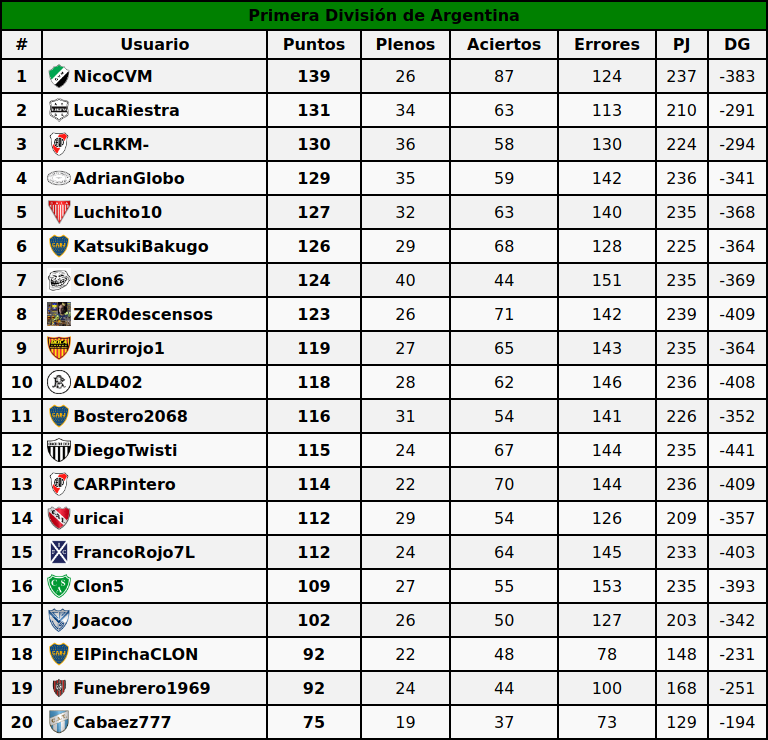 Primera División de Argentina
# Usuario Puntos Plenos Aciertos Errores PJ DG
1 NicoCVM 139 26 87 124 237 -383
2 LucaRiestra 131 34 63 113 210 -291
3 -CLRKM- 130 36 58 130 224 -294
4 AdrianGlobo 129 35 59 142 236 -341
5 Luchito10 127 32 63 140 235 -368
6 KatsukiBakugo 126 29 68 128 225 -364
7 Clon6 124 40 44 151 235 -369
8 ZER0descensos 123 26 71 142 239 -409
9 Aurirrojo1 119 27 65 143 235 -364
10 ALD402 118 28 62 146 236 -408
11 Bostero2068 116 31 54 141 226 -352
12 DiegoTwisti 115 24 67 144 235 -441
13 CARPintero 114 22 70 144 236 -409
14 uricai 112 29 54 126 209 -357
15 FrancoRojo7L 112 24 64 145 233 -403
16 Clon5 109 27 55 153 235 -393
17 Joacoo 102 26 50 127 203 -342
18 ElPinchaCLON 92 22 48 78 148 -231
19 Funebrero1969 92 24 44 100 168 -251
20 Cabaez777 75 19 37 73 129 -194